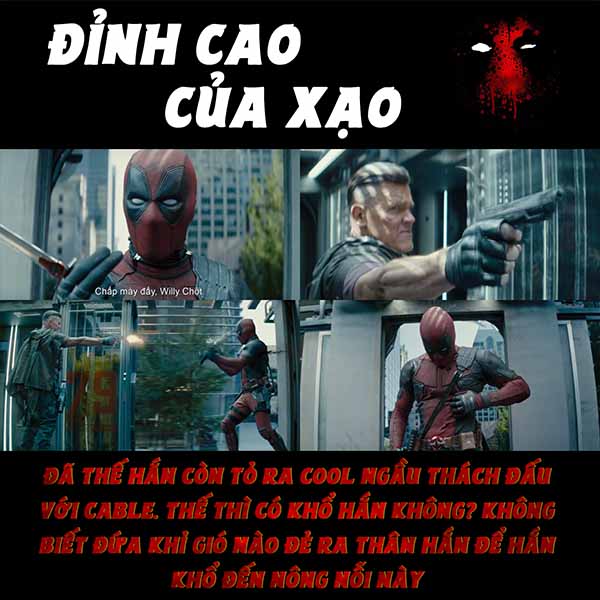 ĐỈNH CAO
CỦA XẠO
Chấp mày đấy, Willy Chột.
ĐÃ THẾ HẮN CÒN TỎ RA COOL NGẦU THÁCH ĐẤU
VỚI CABLE. THẾ THÌ CÓ KHỔ HẮN KHÔNG? KHÔNG
BIẾT ĐỨA KHỈ GIÓ NÀO ĐẺ RA THÂN HẮN ĐỂ HẮN
KHỔ ĐẾN NÔNG NỖI NÀY